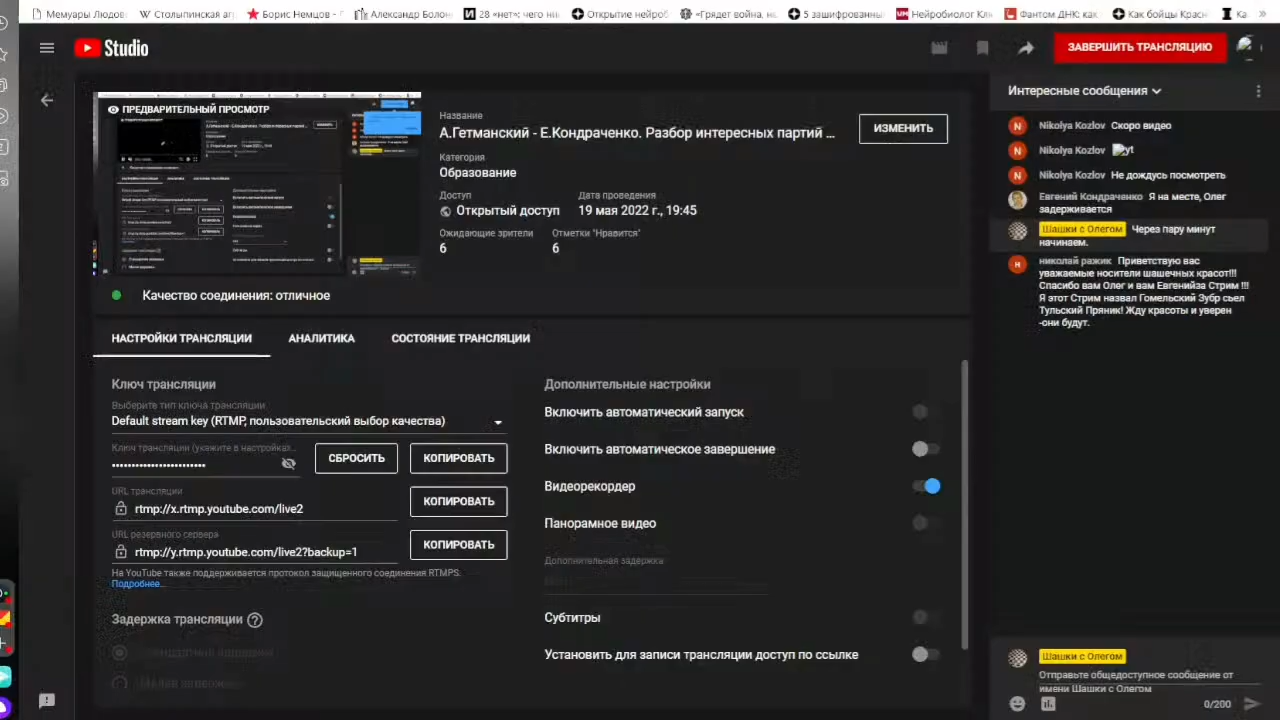 Мемуары Людов
Столыпинская аг
Борис Немцов -
Александр Болон
28 «нет»: чего ни
Открытие нейроб
«Грядет война, н
5 зашифрованны
Нейробиолог Кл
Фантом ДНК: как
Как бойцы Красн
Ка
Studio
ЗАВЕРШИТЬ ТРАНСЛЯЦИЮ
ПРЕДВАРИТЕЛЬНЫЙ ПРОСМОТР
Название
А.Гетманский - Е.Кондраченко. Разбор интересных партий ...
ИЗМЕНИТЬ
Категория
Образование
Доступ
Дата проведения
Открытый доступ
19 мая 2022 г., 19:45
Ожидающие зрители
Отметки "Нравится"
6
6
Качество соединения: отличное
НАСТРОЙКИ ТРАНСЛЯЦИИ
АНАЛИТИКА
СОСТОЯНИЕ ТРАНСЛЯЦИИ
Ключ трансляции
Выберите тип ключа трансляции
Default stream key (RTMP, пользовательский выбор качества)
Ключ трансляции (укажите в настройка...
СБРОСИТЬ
КОПИРОВАТЬ
URL трансляции
rtmp://x.rtmp.youtube.com/live2
КОПИРОВАТЬ
URL резервного сервера
rtmp://y.rtmp.youtube.com/live2?backup=1
КОПИРОВАТЬ
На YouTube также поддерживается протокол защищенного соединения RTMPS.
Подробнее...
Задержка трансляции
Стандартная задержка
Малая задержка
Дополнительные настройки
Включить автоматический запуск
Включить автоматическое завершение
Видеорекордер
Панорамное видео
Дополнительная задержка
Субтитры
Установить для записи трансляции доступ по ссылке
Интересные сообщения
N Nikolya Kozlov Скоро видео
N Nikolya Kozlov yt
N Nikolya Kozlov Не дождусь посмотреть
Евгений Кондраченко Я на месте, Олег
задерживается
Шашки с Олегом Через пару минут
начинаем.
Н николай ражик Приветствую вас
уважаемые носители шашечных красот!!!
Спасибо вам Олег и вам Евгенийза Стрим !!!
Я этот Стрим назвал Гомельский Зубр сьел
Тульский Пряник! Жду красоты и уверен
-они будут.
Шашки с Олегом
Отправьте общедоступное сообщение от
имени Шашки с Олегом
0/200